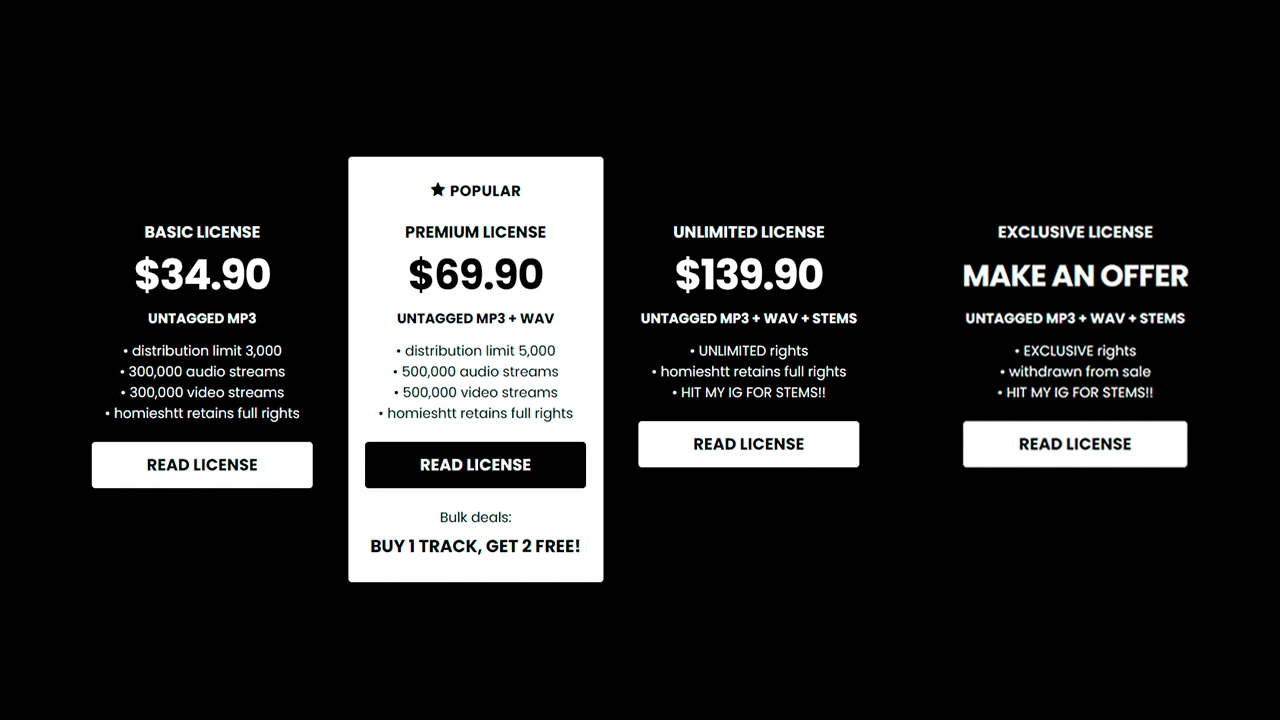 BASIC LICENSE
$34.90
UNTAGGED MP3
• distribution limit 3,000
• 300,000 audio streams
• 300,000 video streams
• homieshtt retains full rights
READ LICENSE
★ POPULAR
PREMIUM LICENSE
$69.90
UNTAGGED MP3 + WAV
• distribution limit 5,000
• 500,000 audio streams
• 500,000 video streams
• homieshtt retains full rights
READ LICENSE
Bulk deals:
BUY 1 TRACK, GET 2 FREE!
UNLIMITED LICENSE
$139.90
UNTAGGED MP3 + WAV + STEMS
• UNLIMITED rights
• homieshtt retains full rights
• HIT MY IG FOR STEMS!!
READ LICENSE
EXCLUSIVE LICENSE
MAKE AN OFFER
UNTAGGED MP3 + WAV + STEMS
• EXCLUSIVE rights
• withdrawn from sale
• HIT MY IG FOR STEMS!!
READ LICENSE